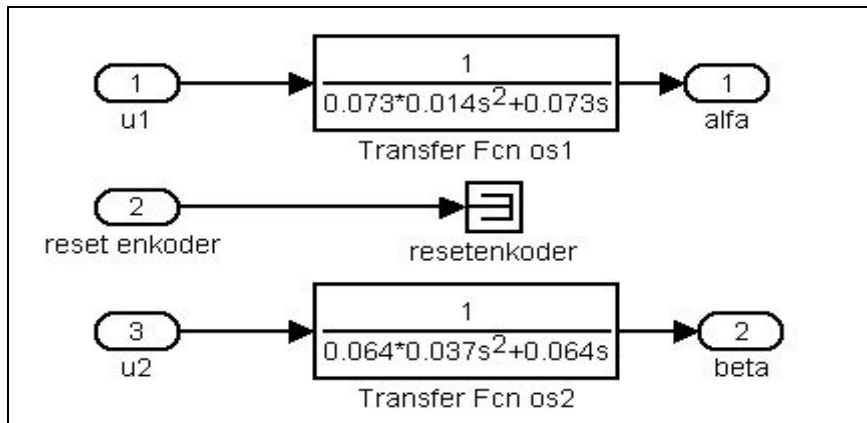 1
u1
1
0.073*0.014s²+0.073s
Transfer Fcn os1
1
alfa
2
reset enkoder
resetenkoder
3
u2
1
0.064*0.037s²+0.064s
Transfer Fcn os2
2
beta